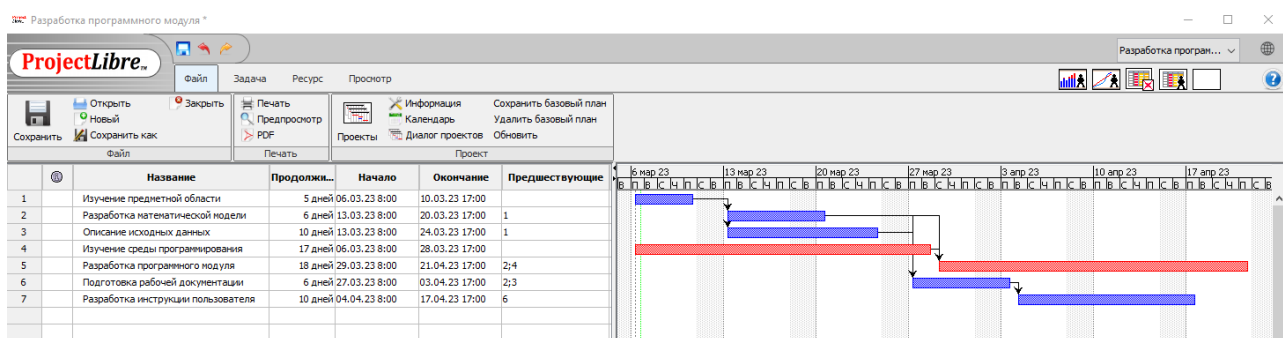 Разработка программного модуля *
ProjectLibre™
Разработка програн...
Файл Задача Ресурс Просмотр
Сохранить
Открыть
Новый
Сохранить как
Закрыть
Файл
Печать
Предпросмотр
PDF
Печать
Проекты
Информация
Календарь
Диалог проектов
Сохранить базовый план
Удалить базовый план
Обновить
Проект
Название Продолжи... Начало Окончание Предшествующие
1 Изучение предметной области 5 дней 06.03.23 8:00 10.03.23 17:00
2 Разработка математической модели 6 дней 13.03.23 8:00 20.03.23 17:00 1
3 Описание исходных данных 10 дней 13.03.23 8:00 24.03.23 17:00 1
4 Изучение среды програмирования 17 дней 06.03.23 8:00 28.03.23 17:00
5 Разработка программного модуля 18 дней 29.03.23 8:00 21.04.23 17:00 2;4
6 Подготовка рабочей документации 6 дней 27.03.23 8:00 03.04.23 17:00 2;3
7 Разработка инструкции пользователя 10 дней 04.04.23 8:00 17.04.23 17:00 6
6 мар 23 13 мар 23 20 мар 23 27 мар 23 3 апр 23 10 апр 23 17 апр 23
В П В С Ч П С В П В С Ч П С В П В С Ч П С В П В С Ч П С В П В С Ч П С В П В С Ч П С В П В С Ч П С В